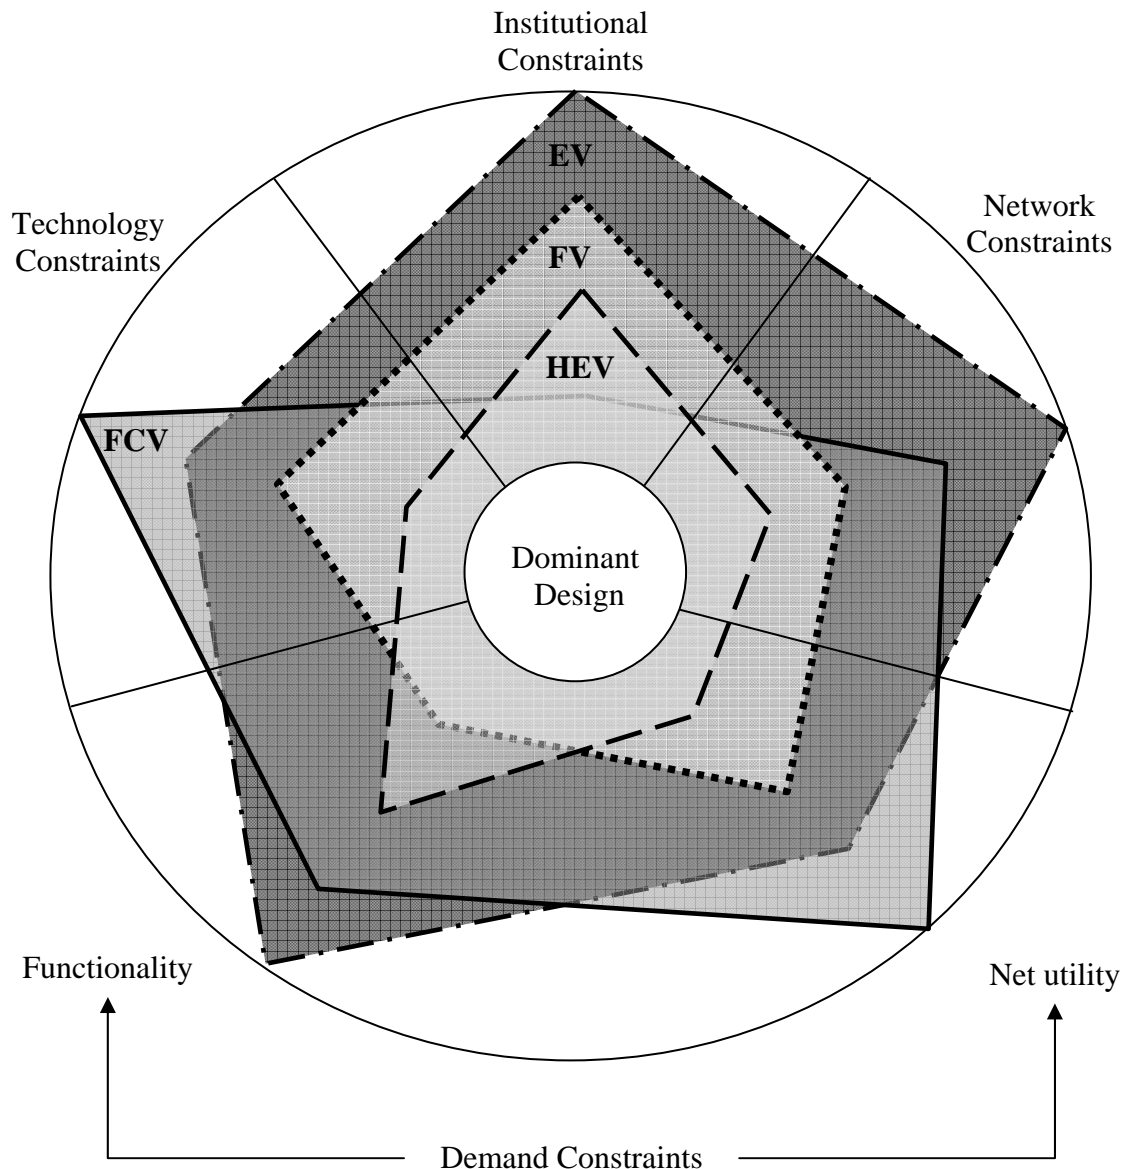 Institutional
Constraints
EV
Technology
Constraints
Network
Constraints
FV
HEV
FCV
Dominant
Design
Functionality
Net utility
Demand Constraints